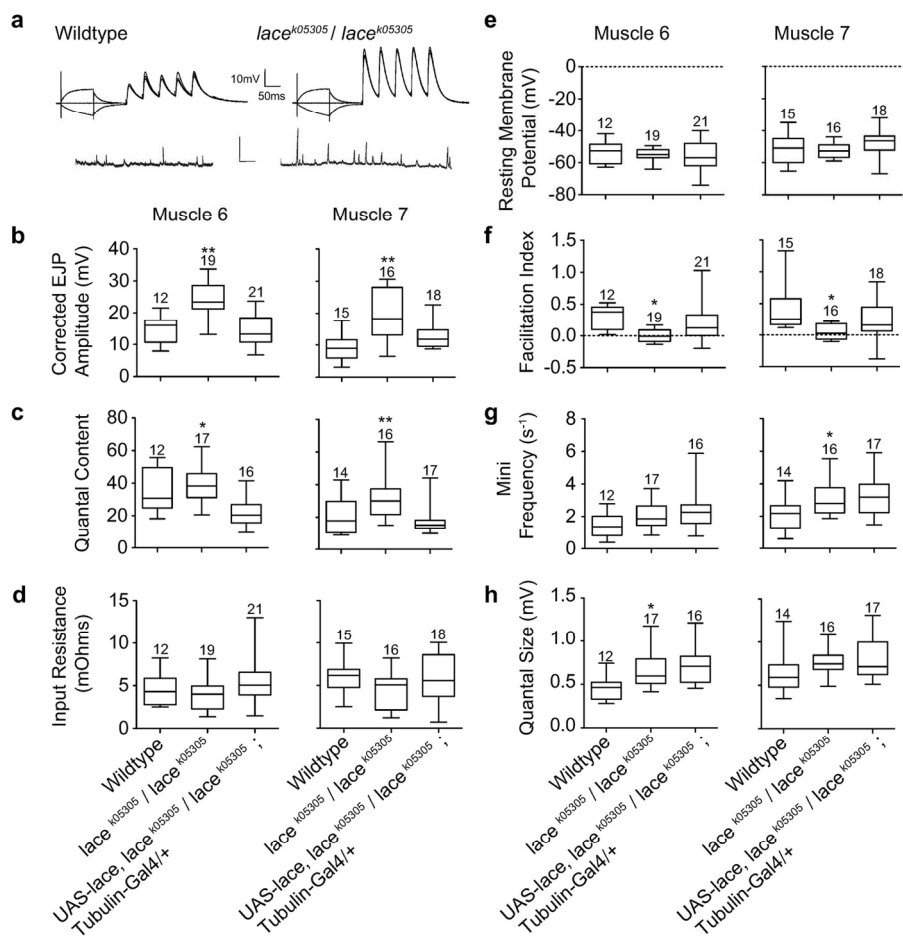 a
Wildtype
lace^k05305 / lace^k05305
10mV
50ms
Muscle 6
Muscle 7
b
Corrected EJP
Amplitude (mV)
40
30
20
10
0
12
**
19
21
15
**
16
18
c
Quantal Content
80
60
40
20
0
12
*
17
16
14
**
16
17
d
Input Resistance
(mOhms)
15
10
5
0
12
19
21
15
16
18
Wildtype
lace^k05305 / lace^k05305
UAS-lace, lace^k05305 / lace^k05305 ;
Tubulin-Gal4/+
Wildtype
lace^k05305 / lace^k05305
UAS-lace, lace^k05305 / lace^k05305 ;
Tubulin-Gal4/+
e
Muscle 6
Muscle 7
Resting Membrane
Potential (mV)
0
-20
-40
-60
-80
12
19
21
15
16
18
f
Facilitation Index
1.5
1.0
0.5
0.0
-0.5
12
*
19
21
15
*
16
18
g
Mini
Frequency (s^-1)
8
6
4
2
0
12
17
16
14
*
16
17
h
Quantal Size (mV)
1.5
1.0
0.5
0.0
12
*
17
16
14
16
17
Wildtype
lace^k05305 / lace^k05305
UAS-lace, lace^k05305 / lace^k05305 ;
Tubulin-Gal4/+
Wildtype
lace^k05305 / lace^k05305
UAS-lace, lace^k05305 / lace^k05305 ;
Tubulin-Gal4/+